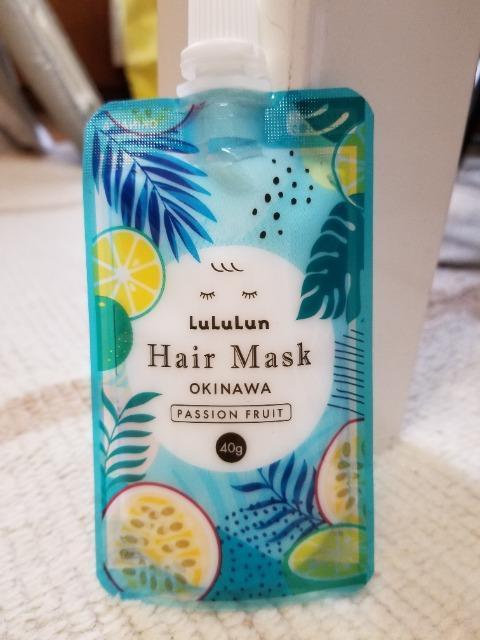 LuLuLun
Hair Mask
OKINAWA
PASSION FRUIT
40g